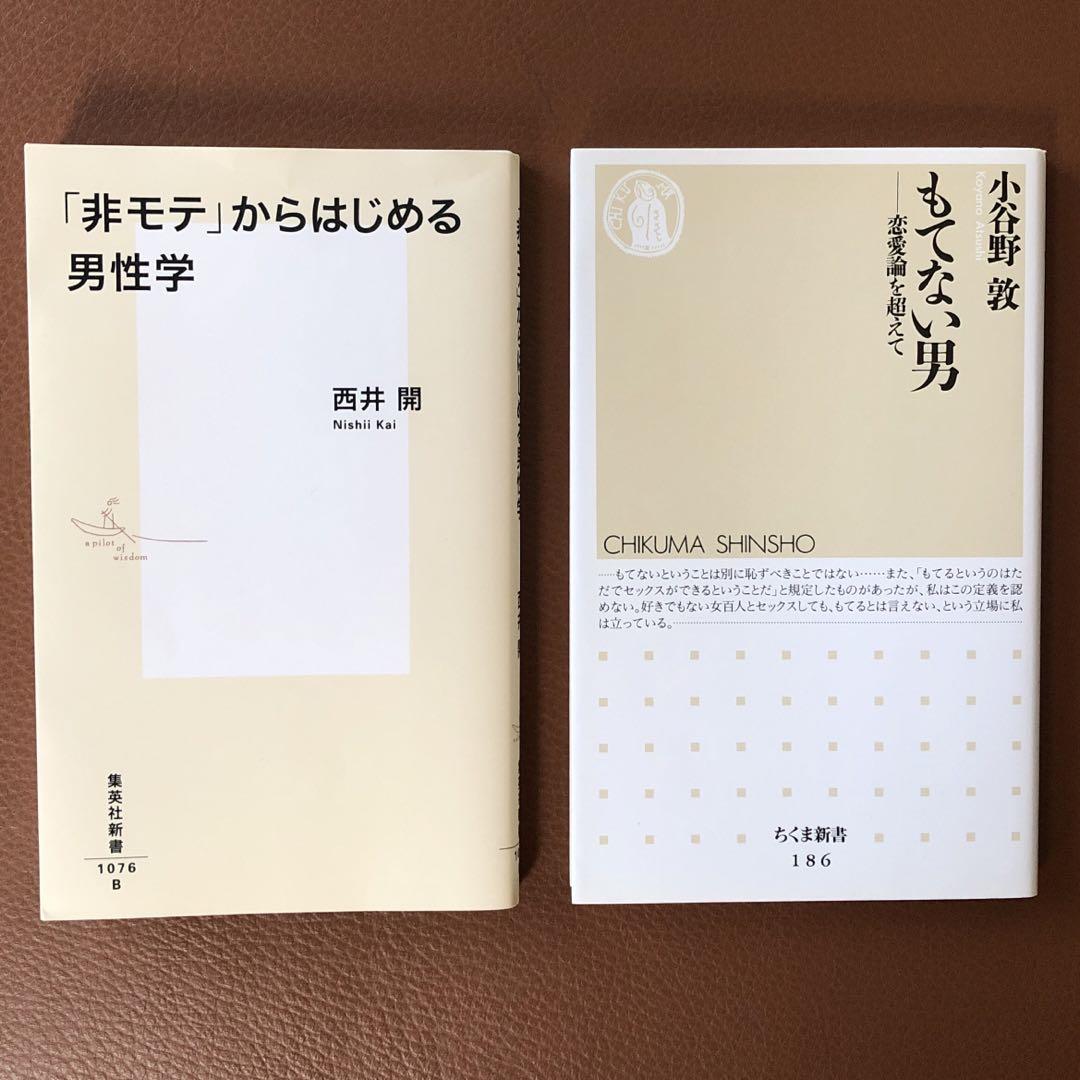 「非モテ」からはじめる
男性学
西井 開
Nishii Kai
a pilot
of
wisdom
集英社新書
1076
B
小谷野 敦
Koyano Atsushi
もてない男
──恋愛論を超えて
CHIKUMA
CHIKUMA SHINSHO
……もてないということは別に恥ずべきことではない……また、「もてるというのはた
だでセックスができるということだ」と規定したものがあったが、私はこの定義を認
めない。好きでもない女百人とセックスしても、もてるとは言えない、という立場に私
は立っている。
ちくま新書
186